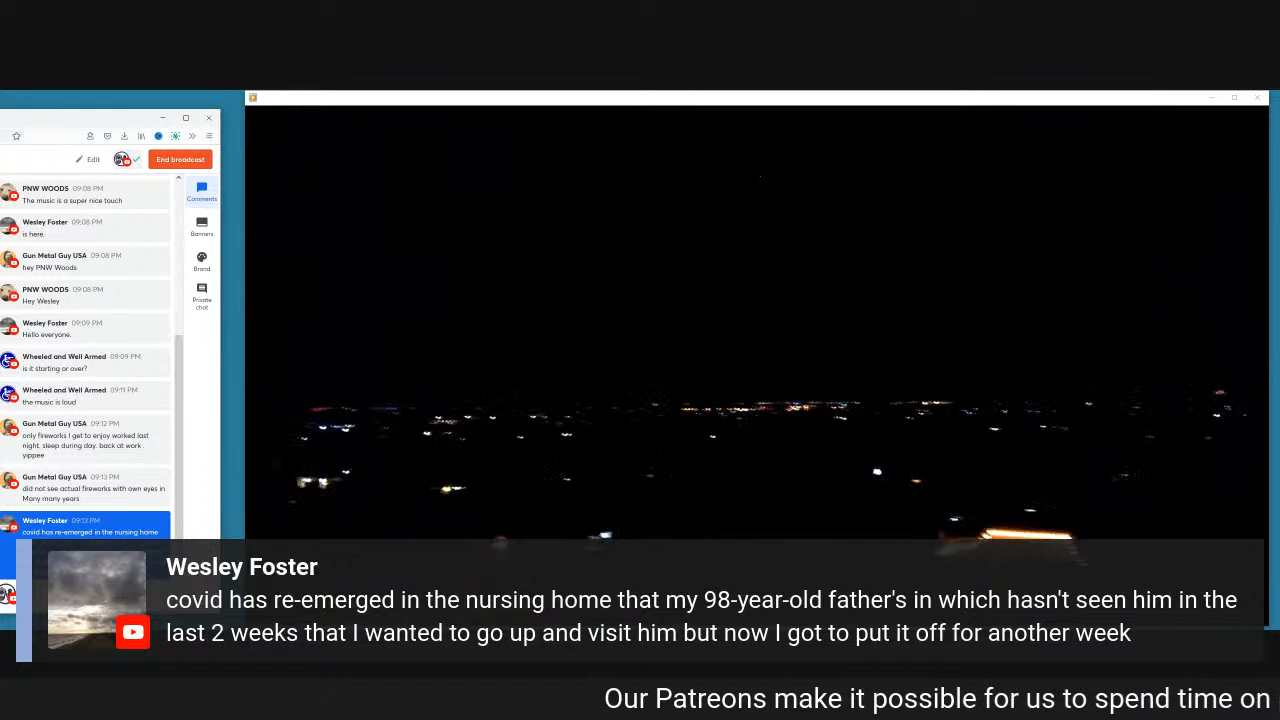 Edit
End broadcast
PNW WOODS 09:08 PM
The music is a super nice touch
Comments
Wesley Foster 09:08 PM
is here.
Banners
Gun Metal Guy USA 09:08 PM
hey PNW Woods
Brand
PNW WOODS 09:08 PM
Hey Wesley
Private
chat
Wesley Foster 09:09 PM
Hello everyone.
Wheeled and Well Armed 09:09 PM
is it starting or over?
Wheeled and Well Armed 09:11 PM
the music is loud
Gun Metal Guy USA 09:12 PM
only fireworks I get to enjoy worked last
night. sleep during day. back at work .
yippee
Gun Metal Guy USA 09:13 PM
did not see actual fireworks with own eyes in
Many many years
Wesley Foster 09:13 PM
covid has re-emerged in the nursing home
Wesley Foster
covid has re-emerged in the nursing home that my 98-year-old father's in which hasn't seen him in the
last 2 weeks that I wanted to go up and visit him but now I got to put it off for another week
Our Patreons make it possible for us to spend time on